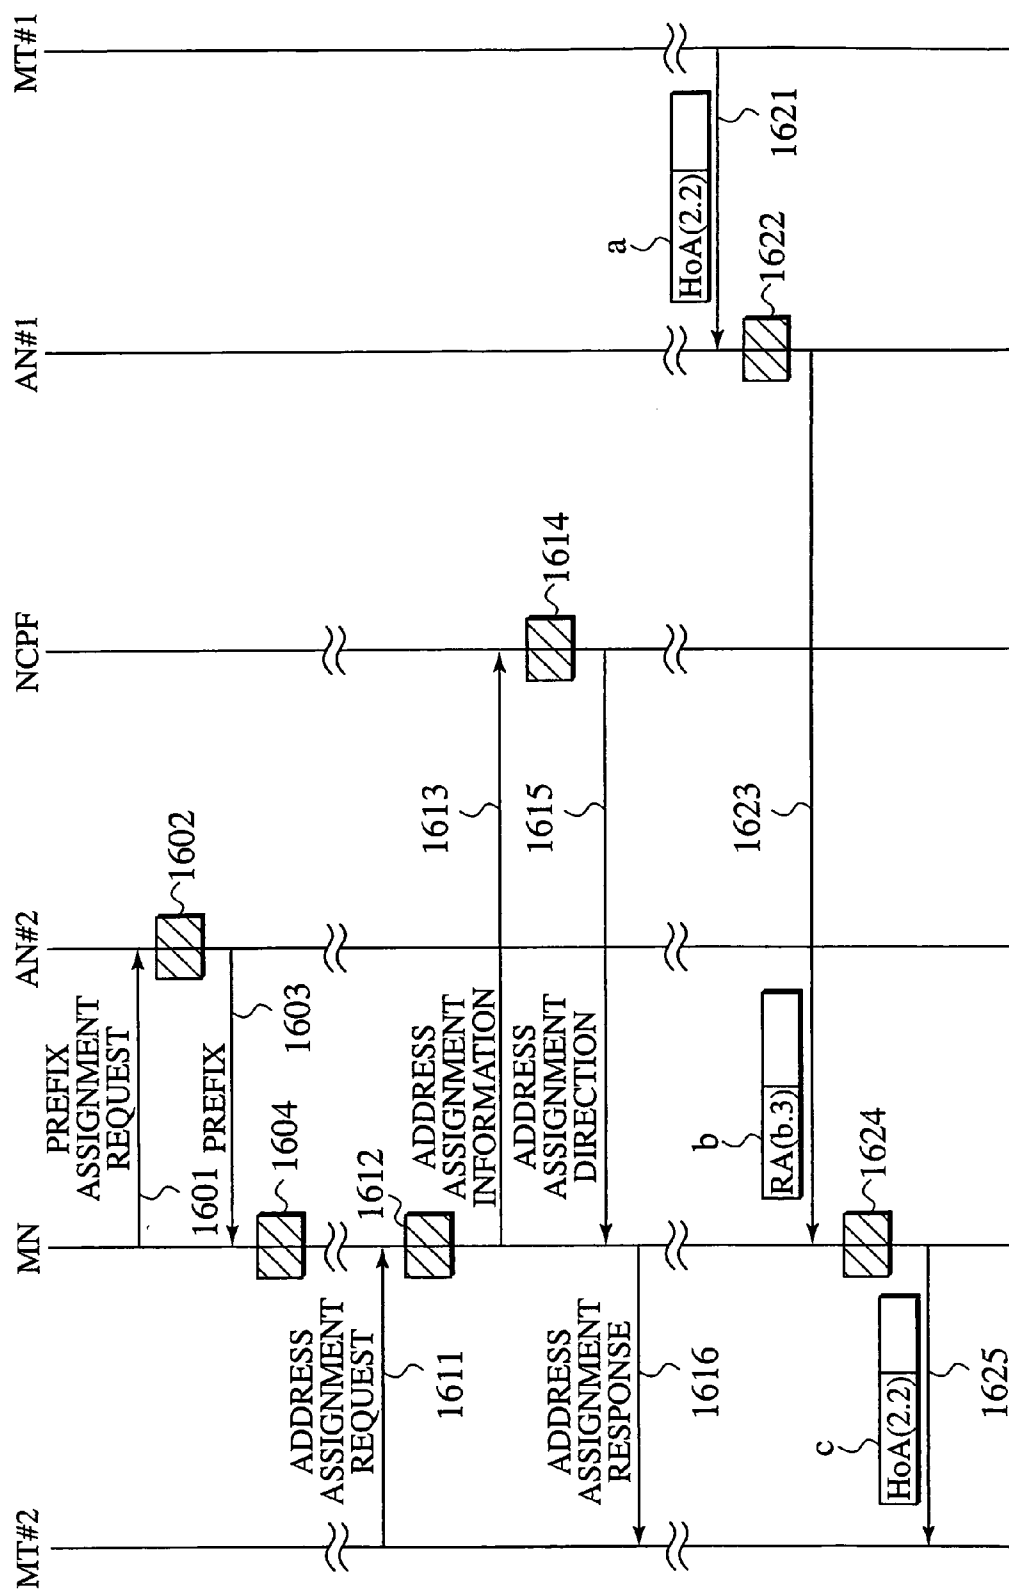 MT#2
MN
AN#2
NCPF
AN#1
MT#1
PREFIX
ASSIGNMENT
REQUEST
1601
1602
PREFIX
1603
1604
ADDRESS
ASSIGNMENT
REQUEST
1611
1612
ADDRESS
ASSIGNMENT
INFORMATION
1613
1614
ADDRESS
ASSIGNMENT
DIRECTION
1615
ADDRESS
ASSIGNMENT
RESPONSE
1616
a
HoA(2.2)
1621
1622
b
RA(b.3)
1623
1624
c
HoA(2.2)
1625